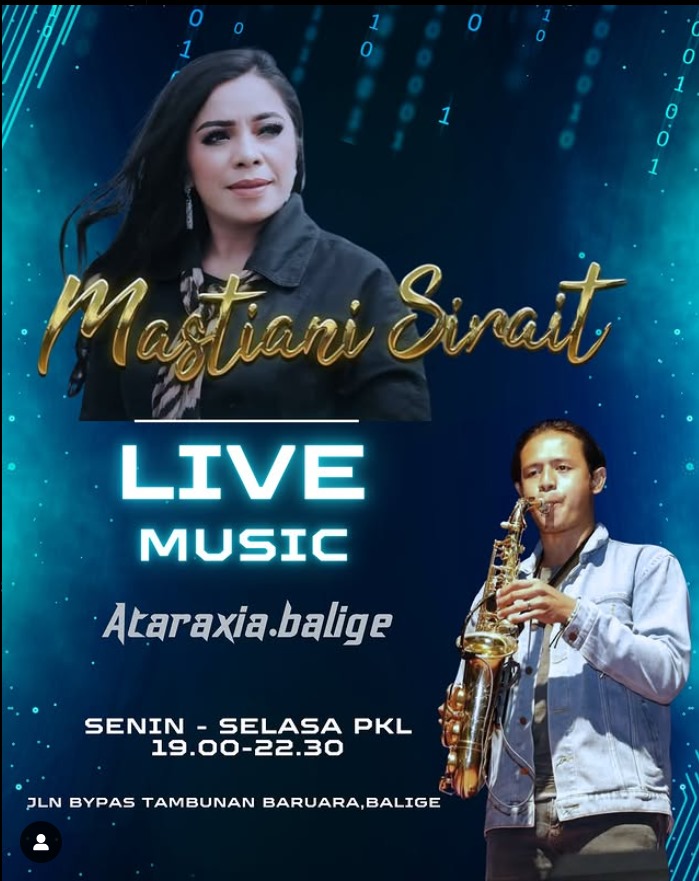 Mastiani Sirait
LIVE
MUSIC
Ataraxia.balige
SENIN - SELASA PKL
19.00-22.30
JLN BYPAS TAMBUNAN BARUARA,BALIGE